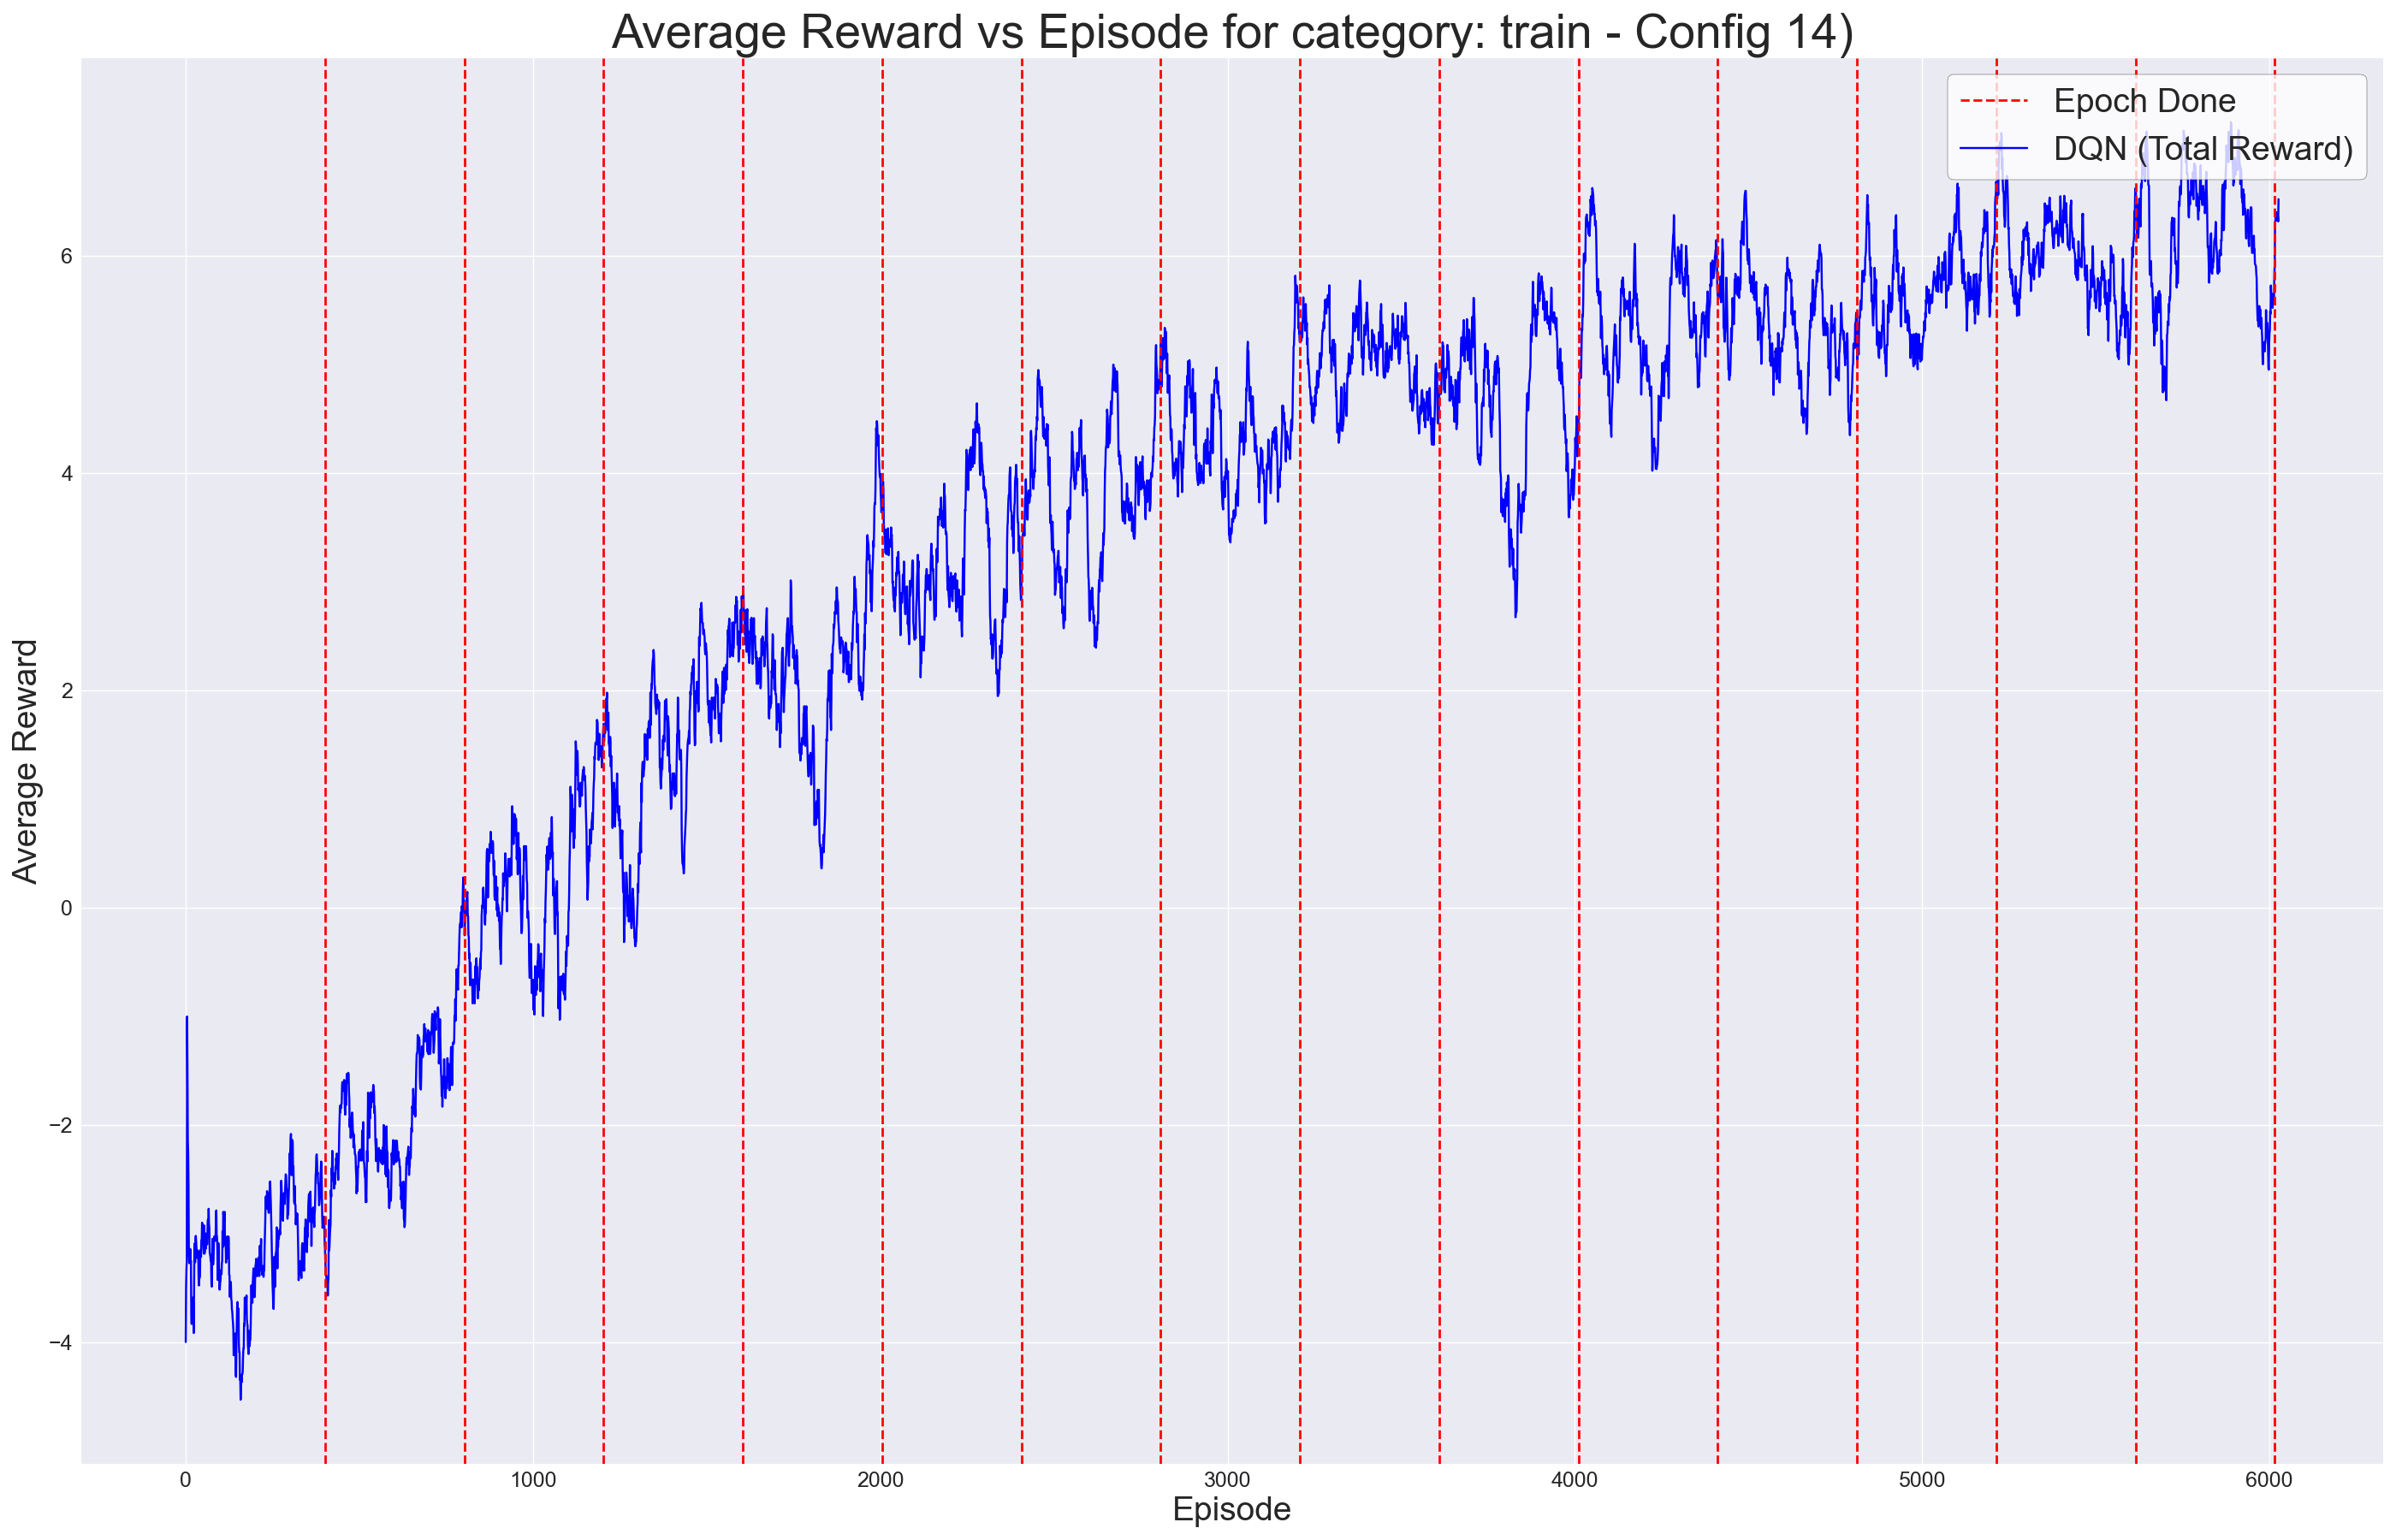 Average Reward vs Episode for category: train - Config 14)
Epoch Done
DQN (Total Reward)
Average Reward
6
4
2
0
−2
−4
0 1000 2000 3000 4000 5000 6000
Episode